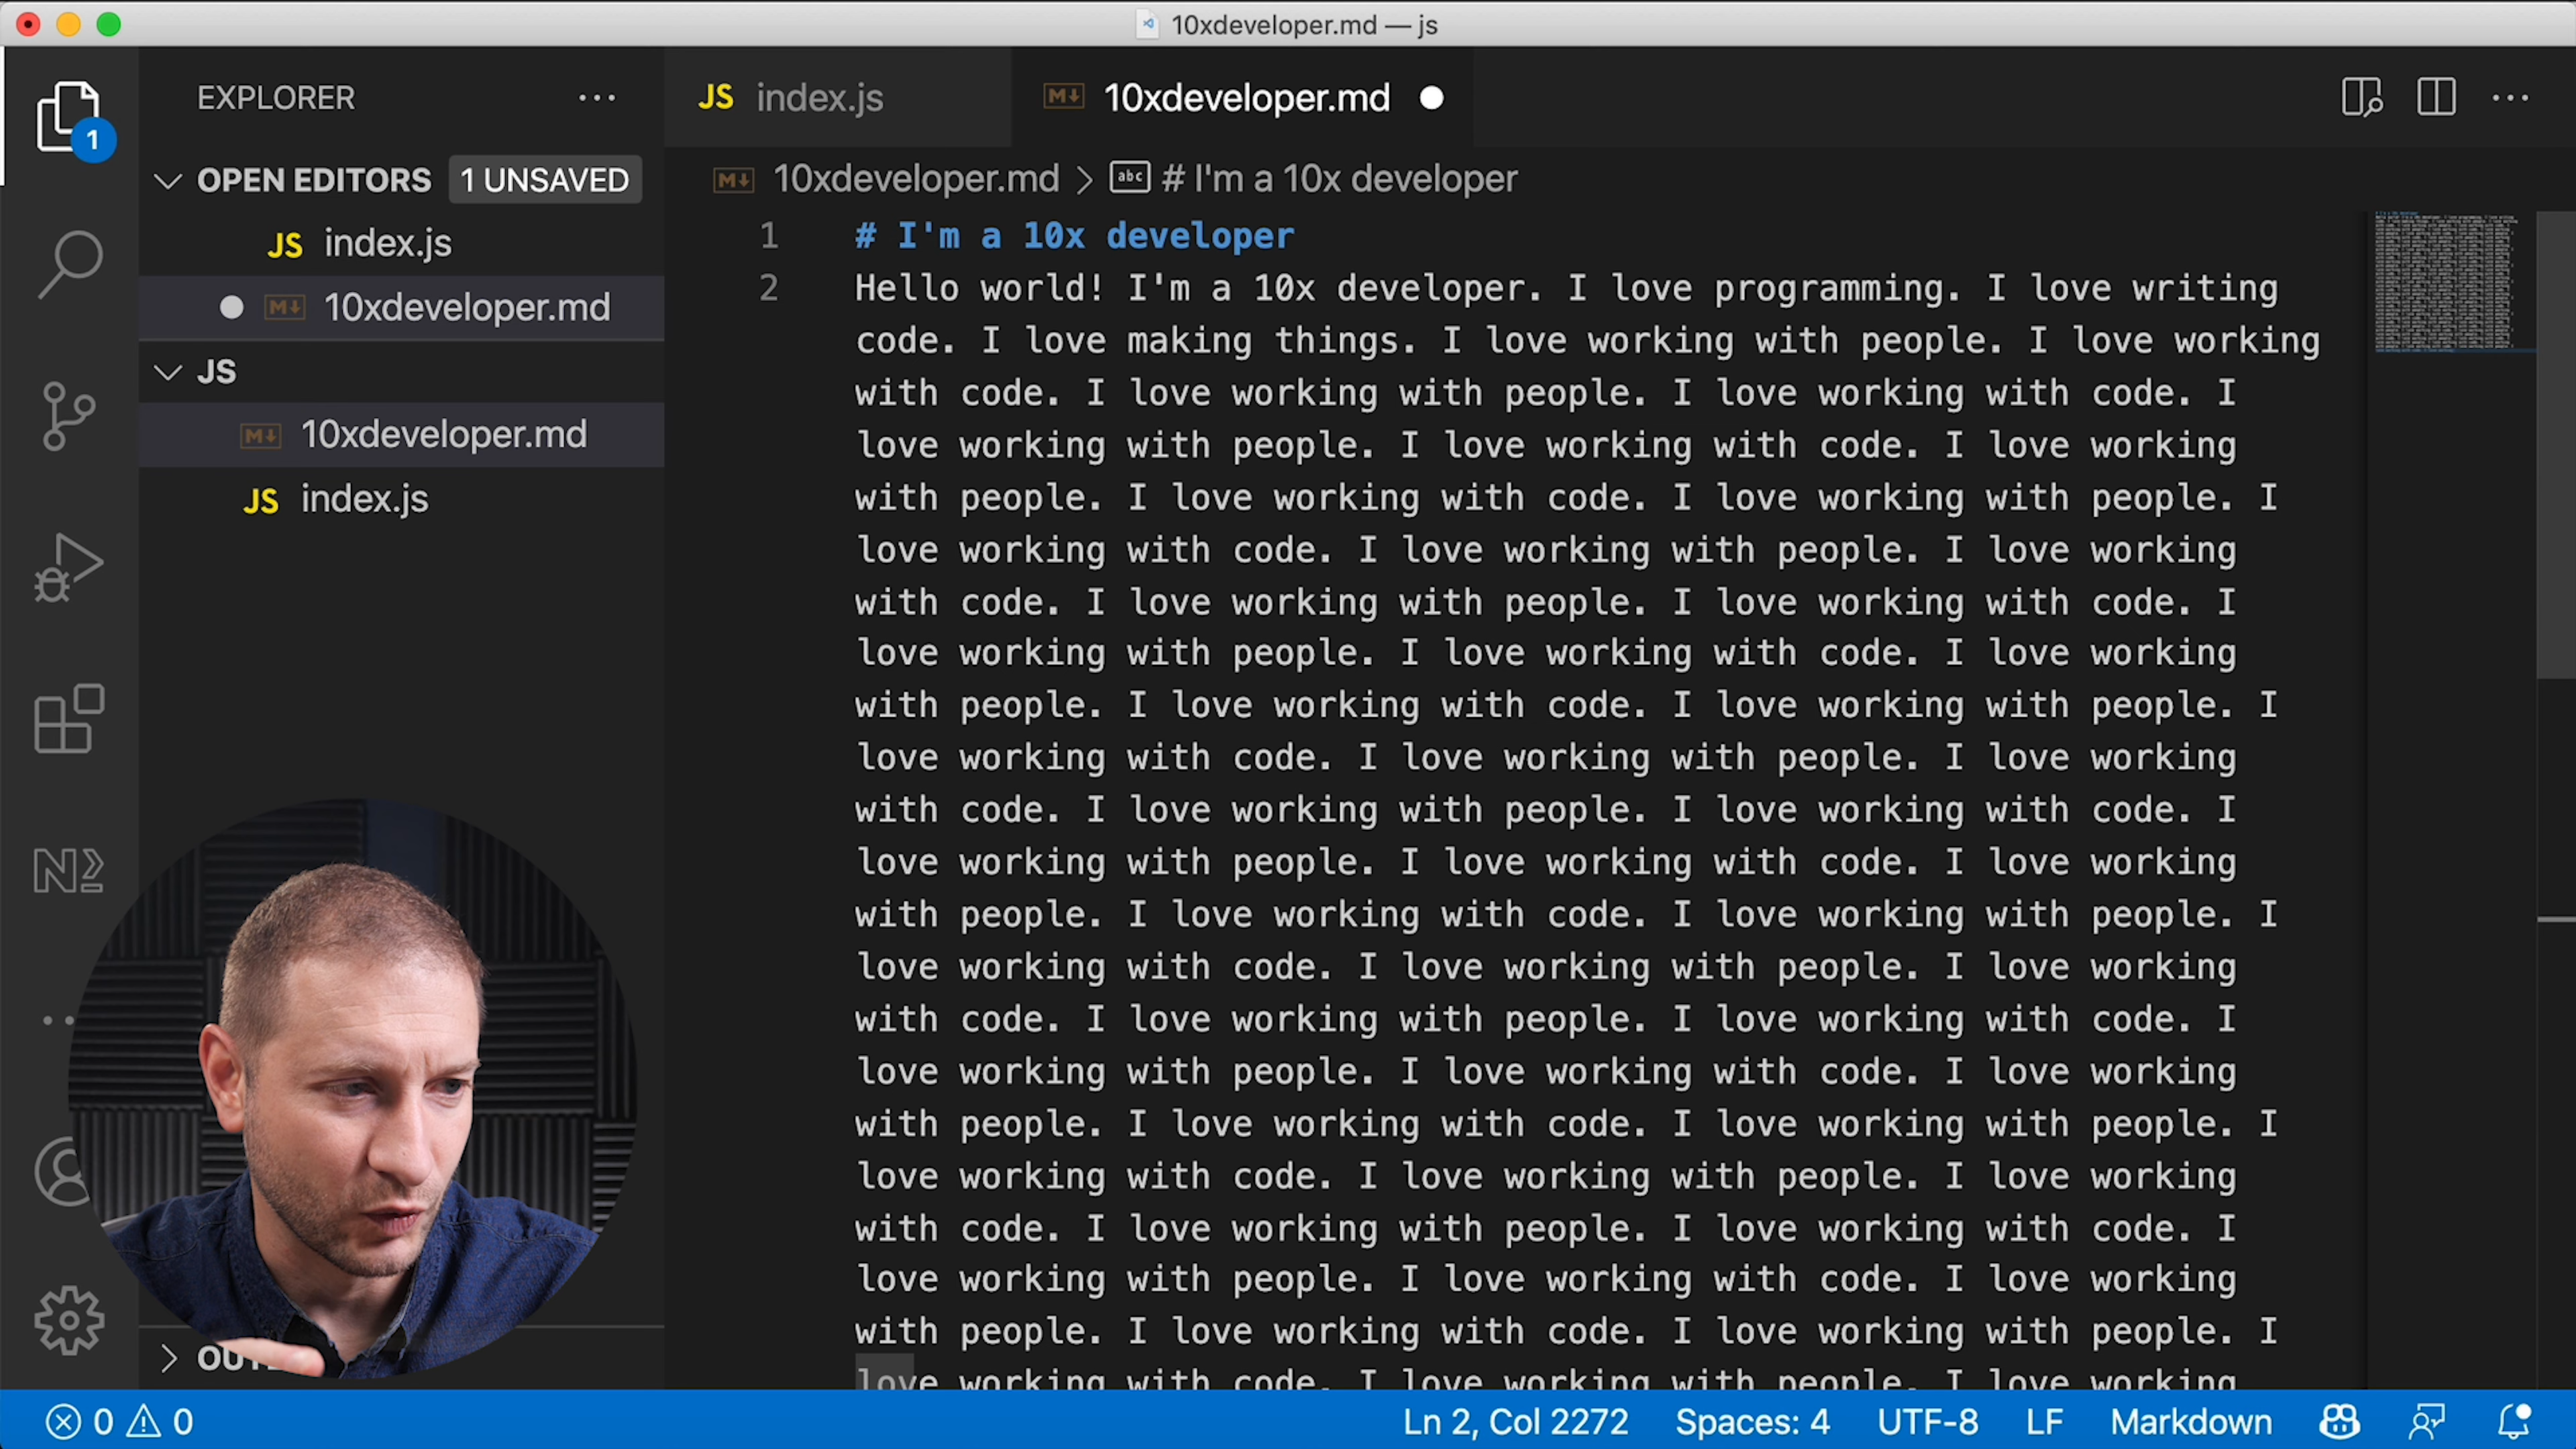 10xdeveloper.md — js
1
EXPLORER
OPEN EDITORS 1 UNSAVED
JS index.js
M 10xdeveloper.md
JS
M 10xdeveloper.md
JS index.js
JS index.js
M 10xdeveloper.md
M 10xdeveloper.md > abc # I'm a 10x developer
1 # I'm a 10x developer
2 Hello world! I'm a 10x developer. I love programming. I love writing
code. I love making things. I love working with people. I love working
with code. I love working with people. I love working with code. I
love working with people. I love working with code. I love working
with people. I love working with code. I love working with people. I
love working with code. I love working with people. I love working
with code. I love working with people. I love working with code. I
love working with people. I love working with code. I love working
with people. I love working with code. I love working with people. I
love working with code. I love working with people. I love working
with code. I love working with people. I love working with code. I
love working with people. I love working with code. I love working
with people. I love working with code. I love working with people. I
love working with code. I love working with people. I love working
with code. I love working with people. I love working with code. I
love working with people. I love working with code. I love working
with people. I love working with code. I love working with people. I
love working with code. I love working with people. I love working
with code. I love working with people. I love working with code. I
love working with people. I love working with code. I love working
with people. I love working with code. I love working with people. I
love working with code. I love working with people. I love working
0 0
Ln 2, Col 2272 Spaces: 4 UTF-8 LF Markdown